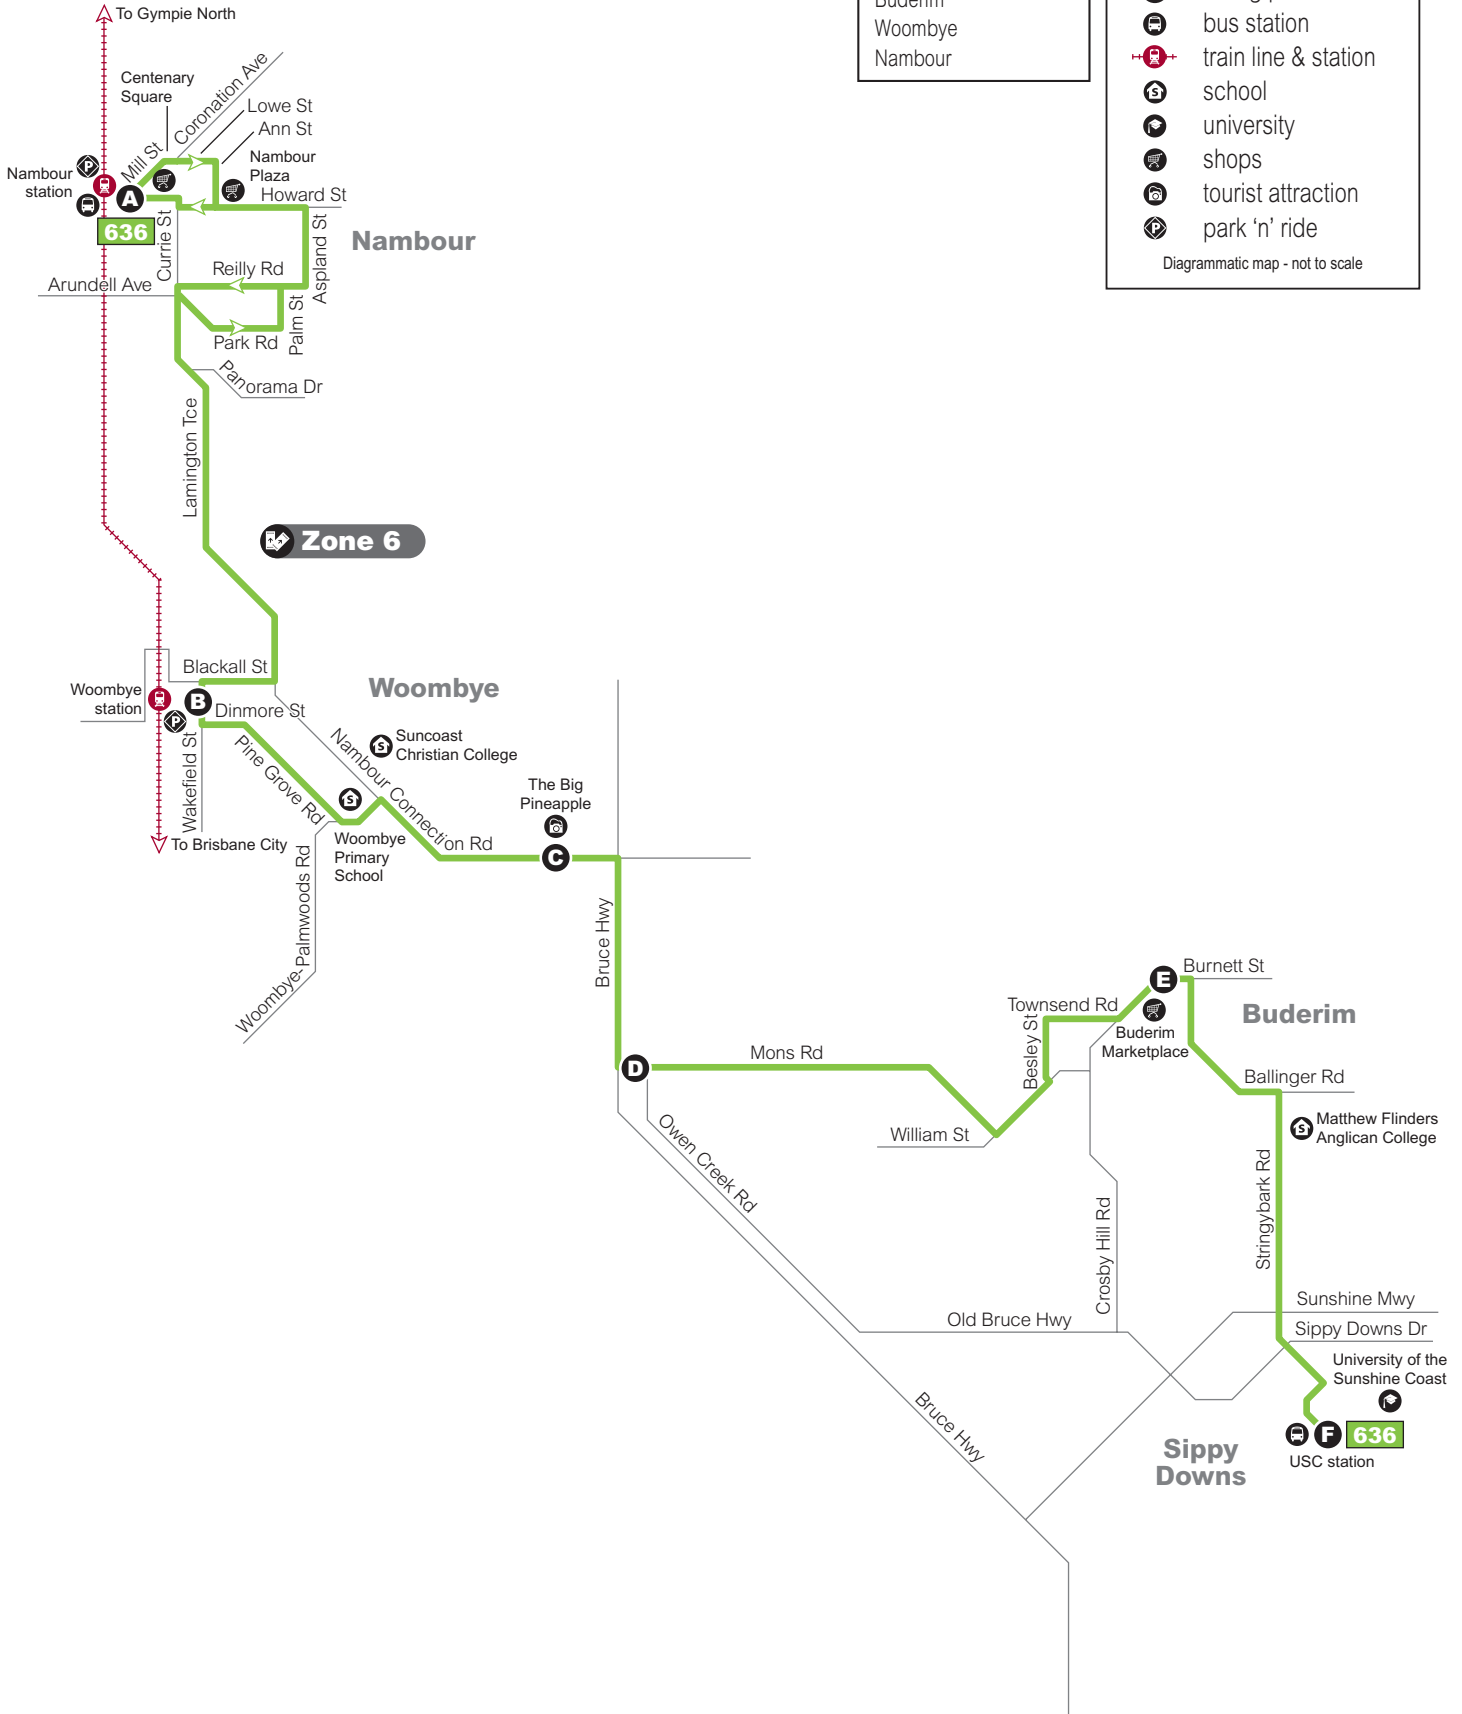 To Gympie North
Buderim
Woombye
Nambour
bus station
train line & station
school
university
shops
tourist attraction
park ‘n’ ride
Diagrammatic map - not to scale
Centenary
Square
Coronation Ave
Lowe St
Ann St
Mill St
Nambour
Plaza
Nambour
station
P
A
636
Howard St
Currie St
Aspland St
Nambour
Reilly Rd
Arundell Ave
Palm St
Park Rd
Panorama Dr
Lamington Tce
Zone 6
Blackall St
Woombye
Woombye
station
B
P
Dinmore St
Wakefield St
Pine Grove Rd
Nambour Connection Rd
S
Suncoast
Christian College
S
Woombye
Primary
School
To Brisbane City
The Big
Pineapple
C
Woombye-Palmwoods Rd
Bruce Hwy
D
Mons Rd
Owen Creek Rd
William St
Besley St
Townsend Rd
E
Burnett St
Buderim
Buderim
Marketplace
Ballinger Rd
S
Matthew Flinders
Anglican College
Stringybark Rd
Crosby Hill Rd
Old Bruce Hwy
Sunshine Mwy
Sippy Downs Dr
University of the
Sunshine Coast
Bruce Hwy
F
636
USC station
Sippy
Downs